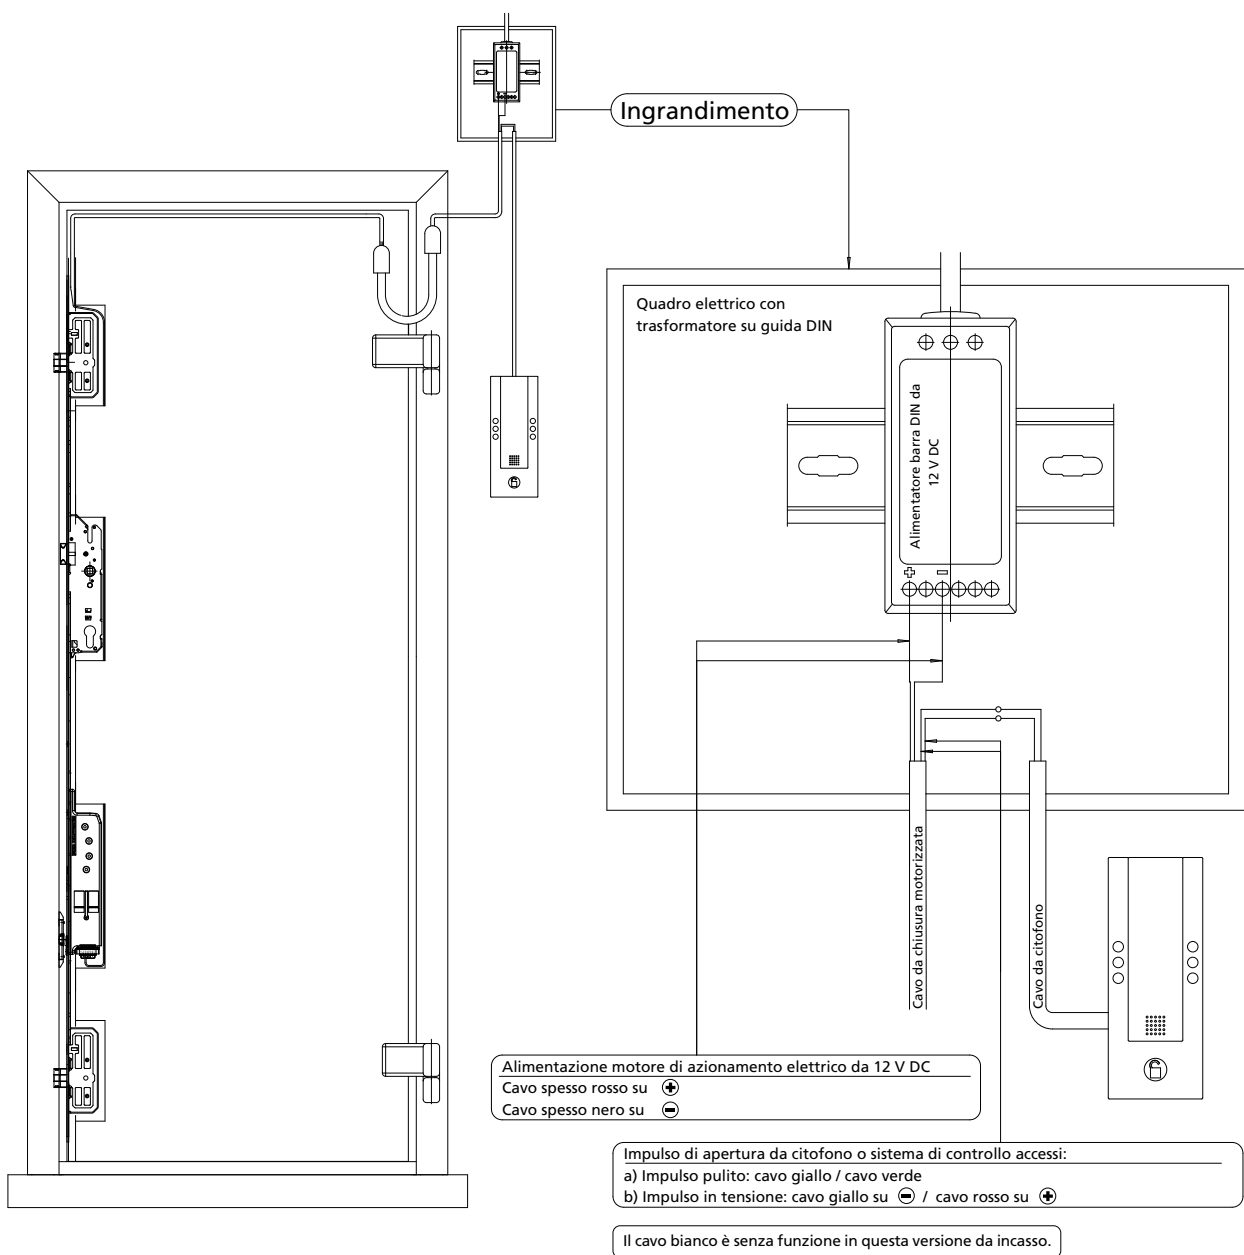 Ingrandimento
Quadro elettrico con
trasformatore su guida DIN
Alimentatore barra DIN da
12 V DC
Cavo da chiusura motorizzata
Cavo da citofono
Alimentazione motore di azionamento elettrico da 12 V DC
Cavo spesso rosso su +
Cavo spesso nero su -
Impulso di apertura da citofono o sistema di controllo accessi:
a) Impulso pulito: cavo giallo / cavo verde
b) Impulso in tensione: cavo giallo su - / cavo rosso su +
Il cavo bianco è senza funzione in questa versione da incasso.